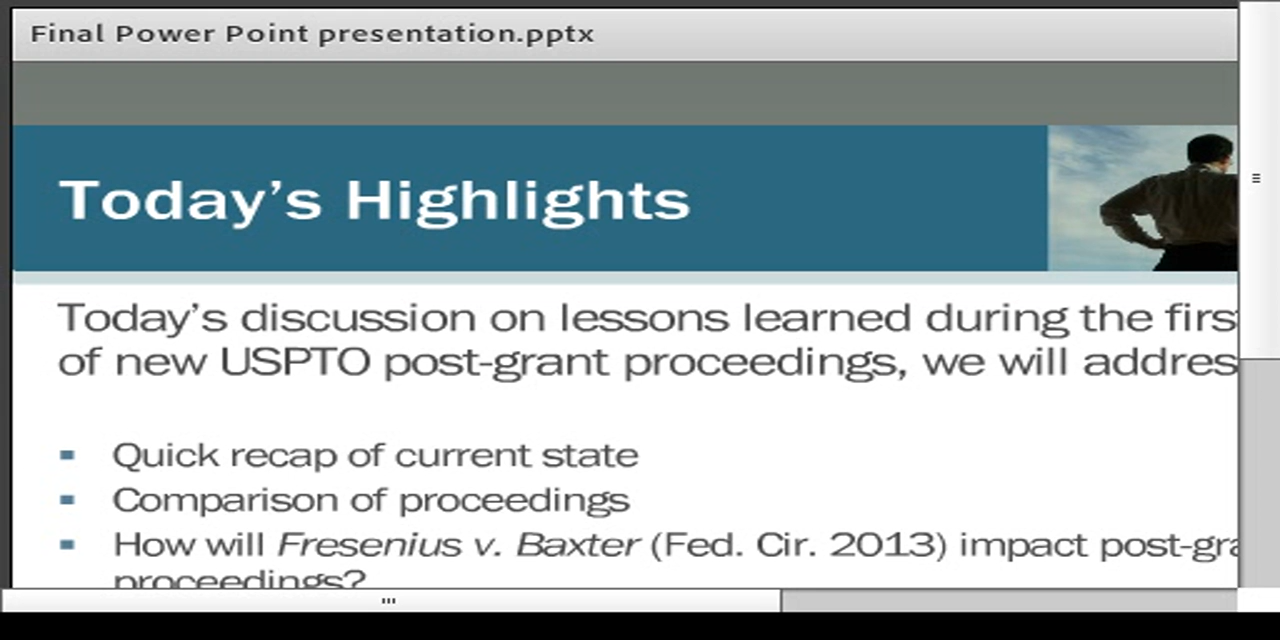 Final Power Point presentation.pptx
Today's Highlights
Today's discussion on lessons learned during the firs
of new USPTO post-grant proceedings, we will addres
Quick recap of current state
Comparison of proceedings
How will Fresenius v. Baxter (Fed. Cir. 2013) impact post-gra
proceedings?